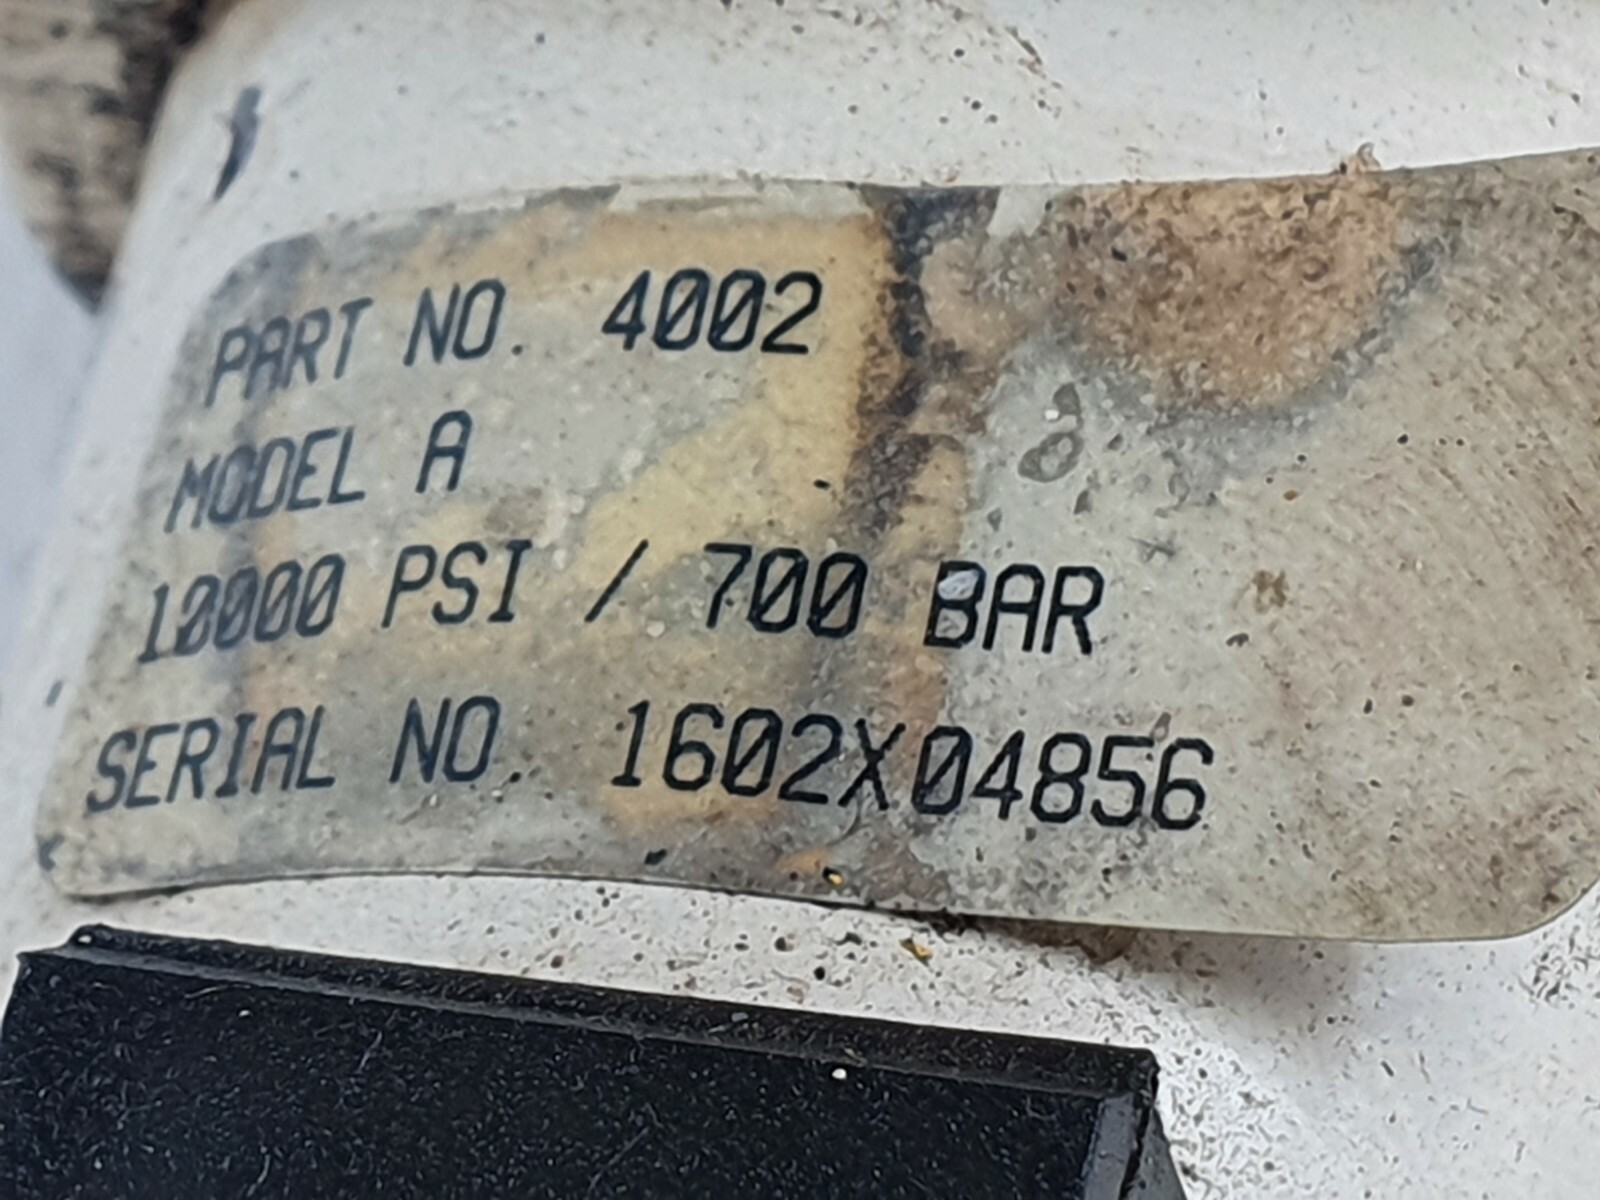 PART NO. 4002
MODEL A
10000 PSI / 700 BAR
SERIAL NO. 1602X04856